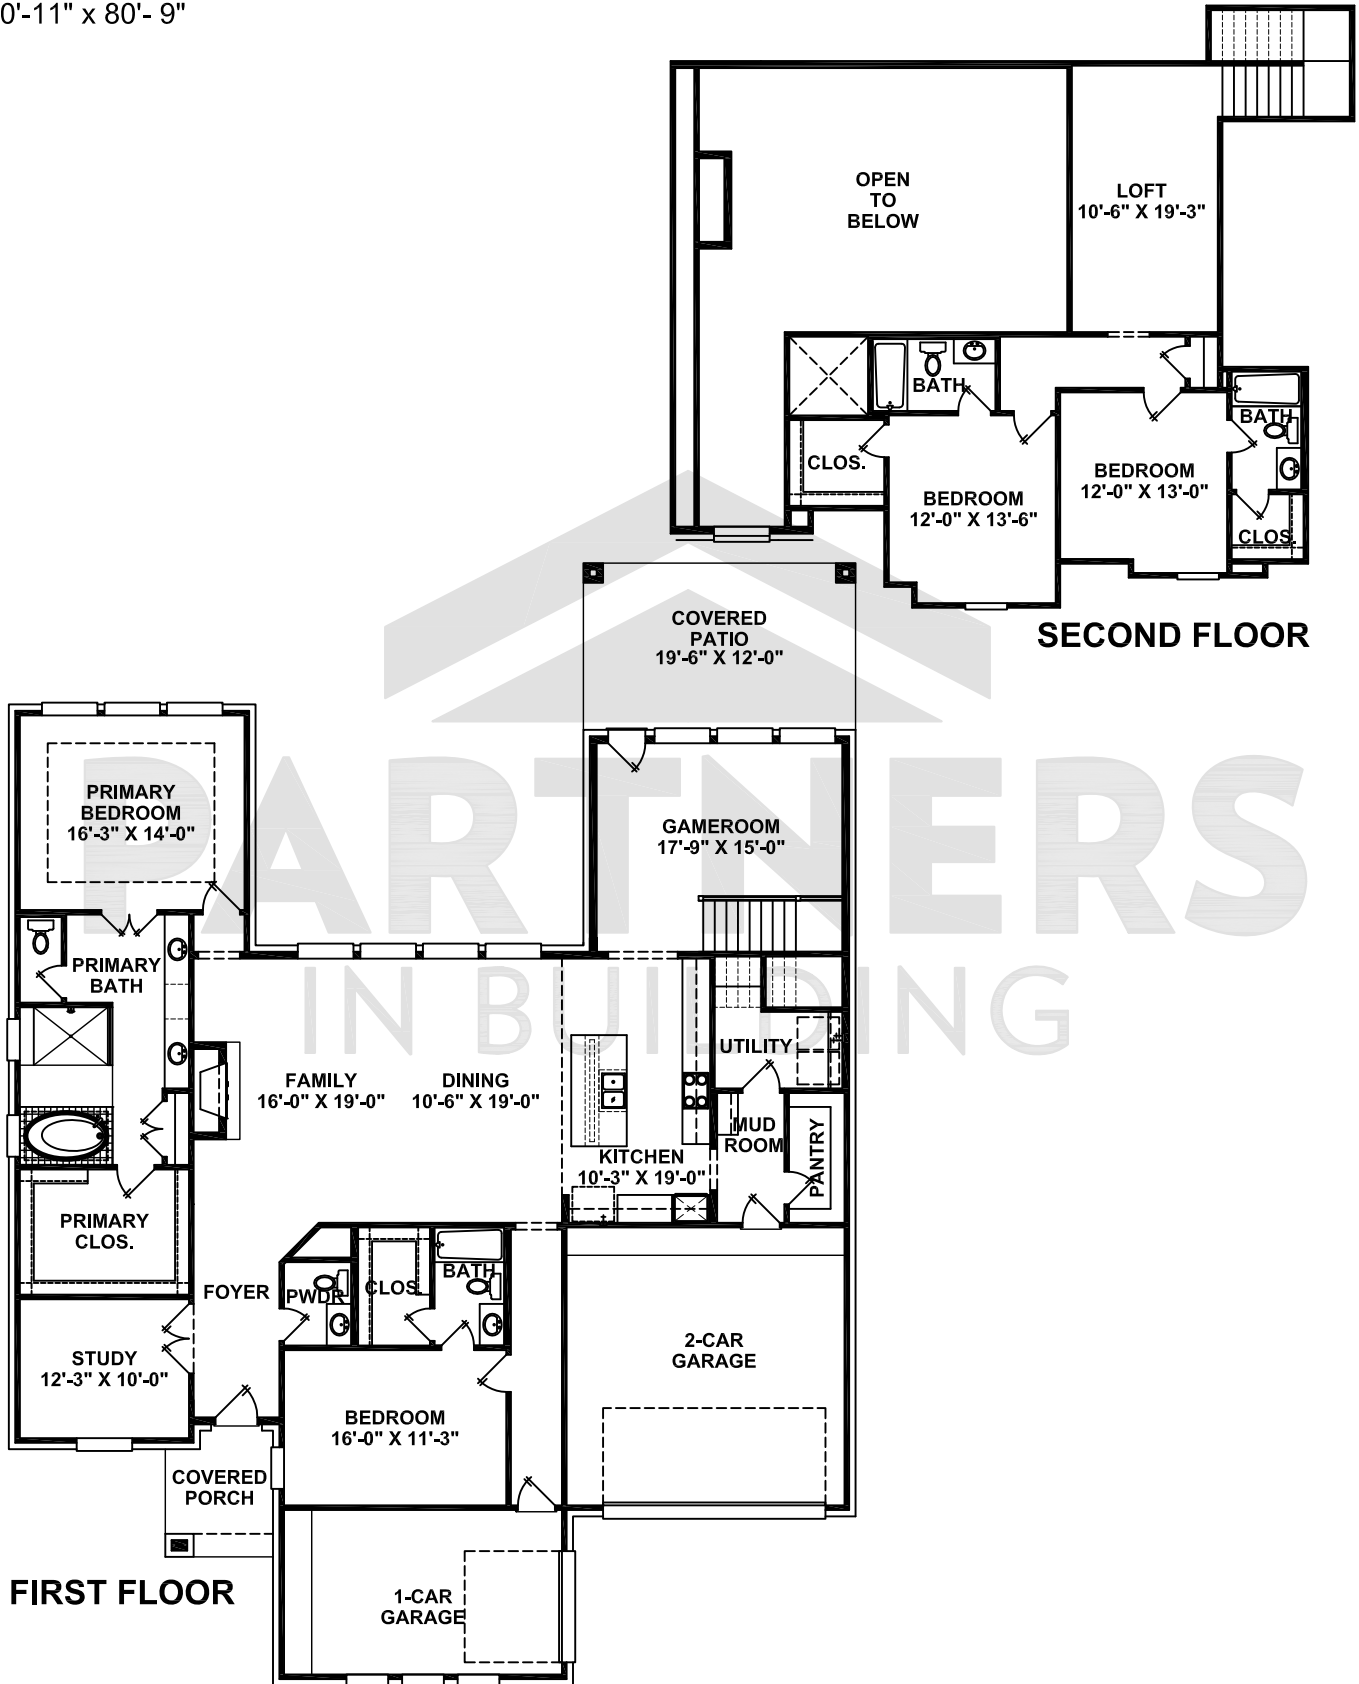 0'-11" x 80'- 9"
OPEN
TO
BELOW
LOFT
10'-6" X 19'-3"
BATH
CLOS.
BEDROOM
12'-0" X 13'-6"
BEDROOM
12'-0" X 13'-0"
BATH
CLOS.
SECOND FLOOR
COVERED
PATIO
19'-6" X 12'-0"
PARTNERS
IN BUILDING
PRIMARY
BEDROOM
16'-3" X 14'-0"
GAMEROOM
17'-9" X 15'-0"
PRIMARY
BATH
FAMILY
16'-0" X 19'-0"
DINING
10'-6" X 19'-0"
UTILITY
MUD
ROOM
PANTRY
KITCHEN
10'-3" X 19'-0"
PRIMARY
CLOS.
FOYER
PWDR
CLOS.
BATH
STUDY
12'-3" X 10'-0"
2-CAR
GARAGE
BEDROOM
16'-0" X 11'-3"
COVERED
PORCH
1-CAR
GARAGE
FIRST FLOOR